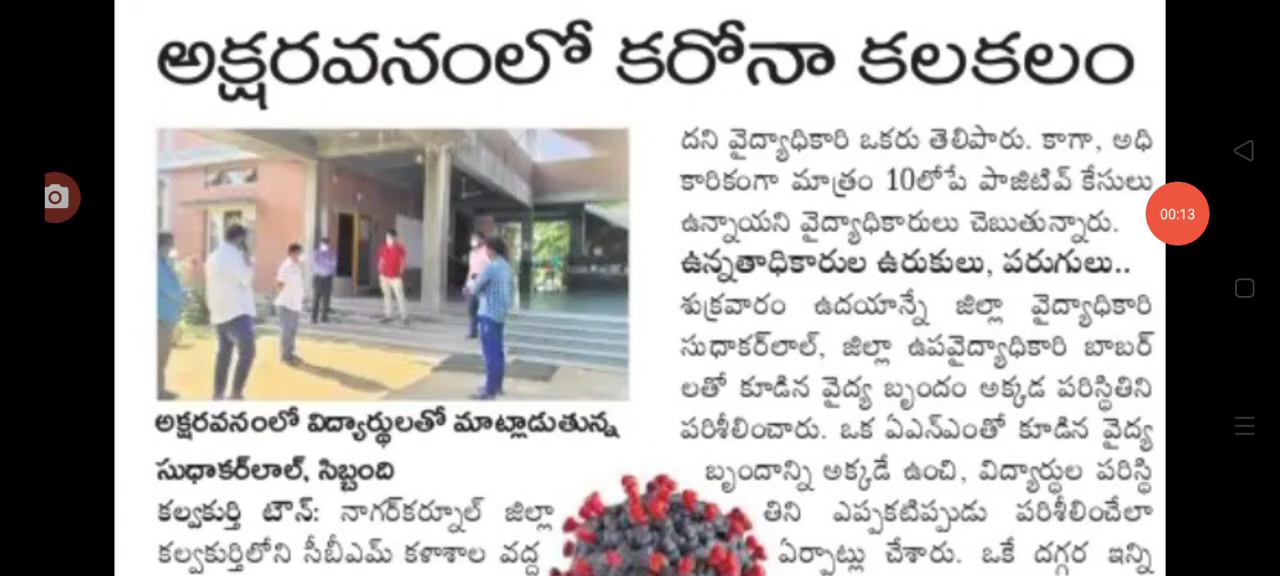 అక్షరవనంలో కరోనా కలకలం
అక్షరవనంలో విద్యార్థులతో మాట్లాడుతున్న
సుధాకర్‌లాల్, సిబ్బంది
కల్వకుర్తి టౌన్: నాగర్‌కర్నూల్ జిల్లా
కల్వకుర్తిలోని సీబీఎమ్ కళాశాల వద్ద
దని వైద్యాధికారి ఒకరు తెలిపారు. కాగా, అధి
కారికంగా మాత్రం 10లోపే పాజిటివ్ కేసులు
ఉన్నాయని వైద్యాధికారులు చెబుతున్నారు.
ఉన్నతాధికారుల ఉరుకులు, పరుగులు..
శుక్రవారం ఉదయాన్నే జిల్లా వైద్యాధికారి
సుధాకర్‌లాల్, జిల్లా ఉపవైద్యాధికారి బాబర్
లతో కూడిన వైద్య బృందం అక్కడ పరిస్థితిని
పరిశీలించారు. ఒక ఏఎన్ఎంతో కూడిన వైద్య
బృందాన్ని అక్కడే ఉంచి, విద్యార్థుల పరిస్థి
తిని ఎప్పకటిప్పుడు పరిశీలించేలా
ఏర్పాట్లు చేశారు. ఒకే దగ్గర ఇన్ని
00:13